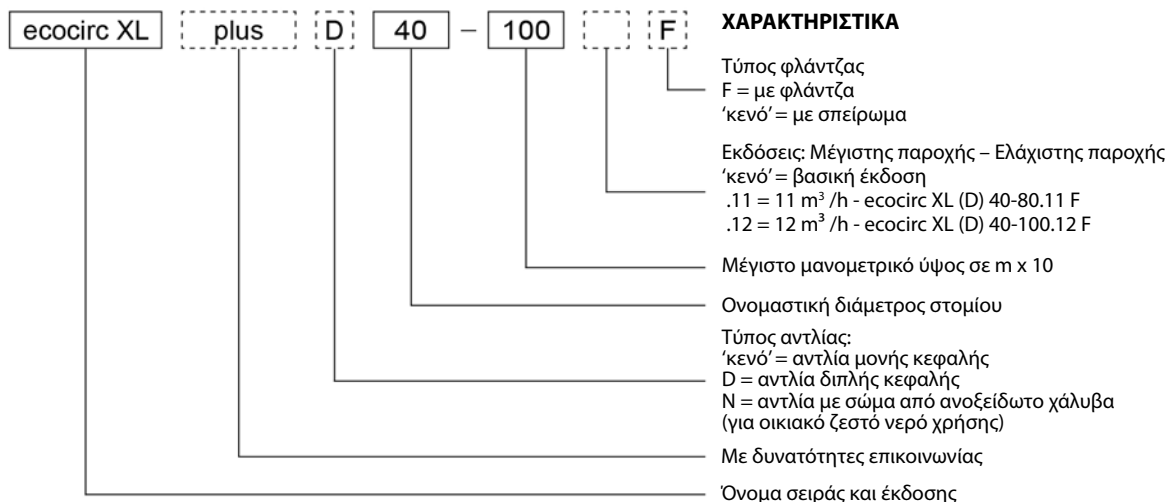 ecocirc XL plus D 40 – 100 F
ΧΑΡΑΚΤΗΡΙΣΤΙΚΑ
Τύπος φλάντζας
F = με φλάντζα
‘κενό’ = με σπείρωμα
Εκδόσεις: Μέγιστης παροχής – Ελάχιστης παροχής
‘κενό’ = βασική έκδοση
.11 = 11 m³ /h - ecocirc XL (D) 40-80.11 F
.12 = 12 m³ /h - ecocirc XL (D) 40-100.12 F
Μέγιστο μανομετρικό ύψος σε m x 10
Ονομαστική διάμετρος στομίου
Τύπος αντλίας:
‘κενό’ = αντλία μονής κεφαλής
D = αντλία διπλής κεφαλής
N = αντλία με σώμα από ανοξείδωτο χάλυβα
(για οικιακό ζεστό νερό χρήσης)
Με δυνατότητες επικοινωνίας
Όνομα σειράς και έκδοσης